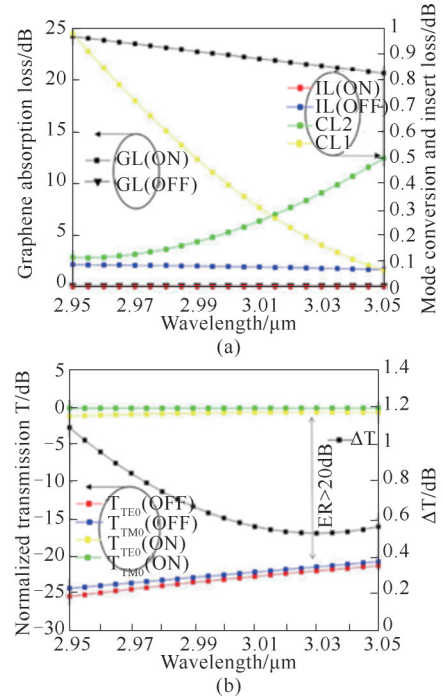 Graphene absorption loss/dB
25
20
15
10
5
0
GL(ON)
GL(OFF)
IL(ON)
IL(OFF)
CL2
CL1
1
0.9
0.8
0.7
0.6
0.5
0.4
0.3
0.2
0.1
0
Mode conversion and insert loss/dB
2.95 2.97 2.99 3.01 3.03 3.05
Wavelength/μm
(a)
Normalized transmission T/dB
5
0
−5
−10
−15
−20
−25
−30
T_TE0(OFF)
T_TM0(OFF)
T_TE0(ON)
T_TM0(ON)
ER>20dB
ΔT
1.4
1.2
1
0.8
0.6
0.4
0.2
0
ΔT/dB
2.95 2.97 2.99 3.01 3.03 3.05
Wavelength/μm
(b)